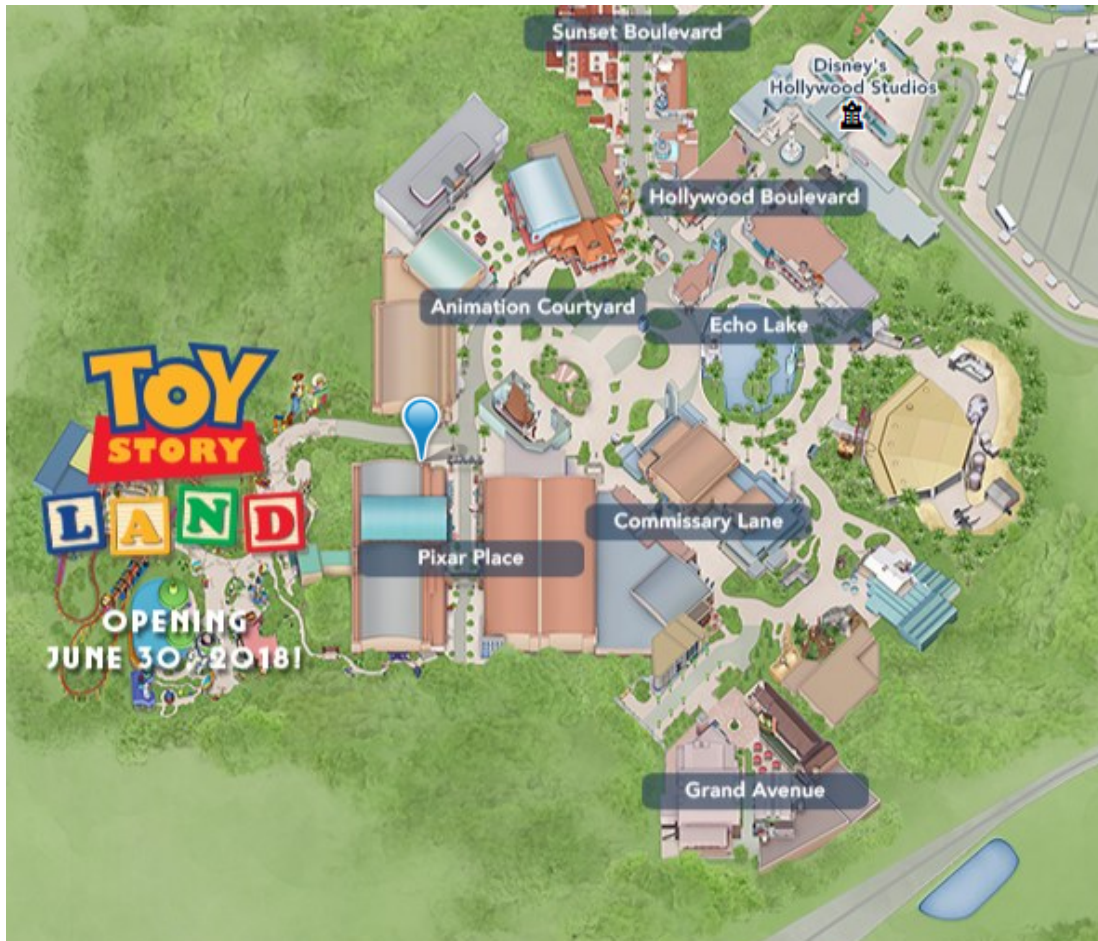 Sunset Boulevard
Disney's
Hollywood Studios
Hollywood Boulevard
Animation Courtyard
Echo Lake
TOY
STORY
LAND
Commissary Lane
Pixar Place
OPENING
JUNE 30, 2018!
Grand Avenue